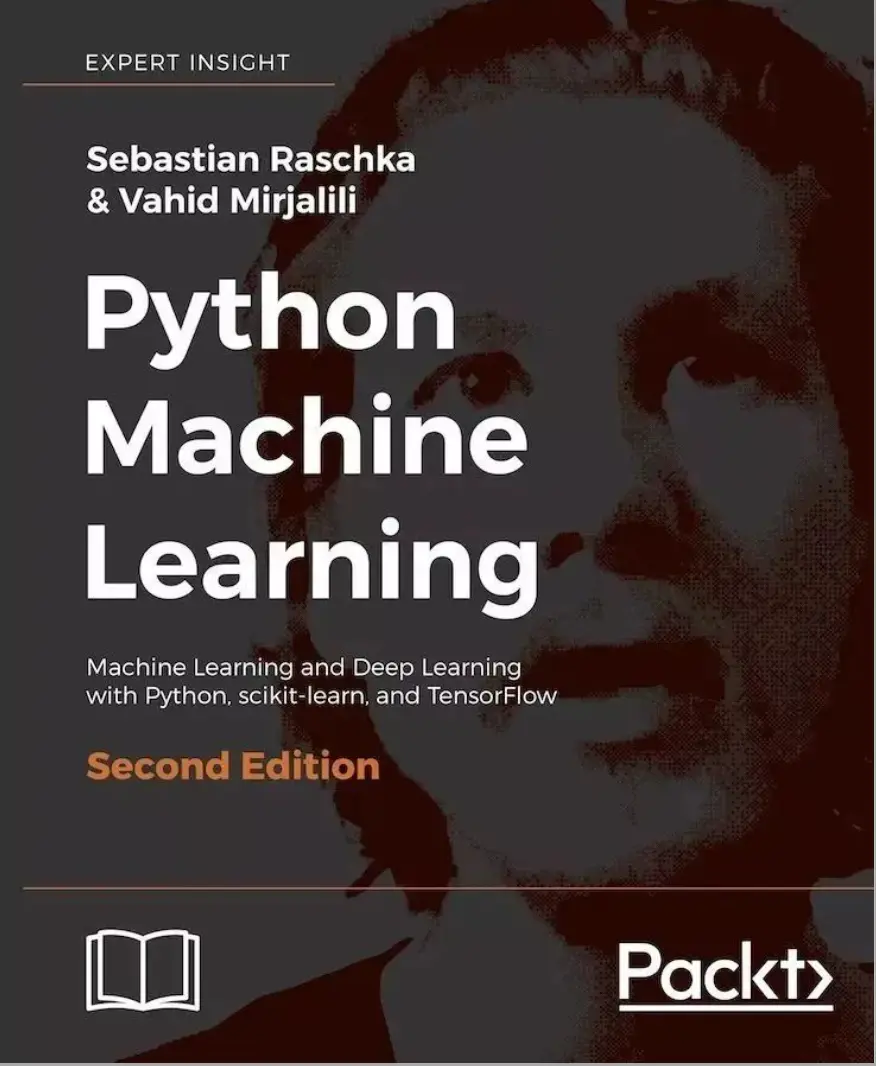 EXPERT INSIGHT
Sebastian Raschka
& Vahid Mirjalili
Python
Machine
Learning
Machine Learning and Deep Learning
with Python, scikit-learn, and TensorFlow
Second Edition
Packt>